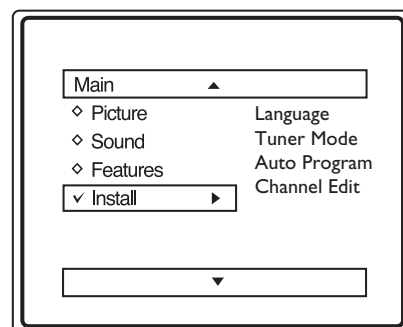 Main
Picture
Sound
Features
Install
Language
Tuner Mode
Auto Program
Channel Edit